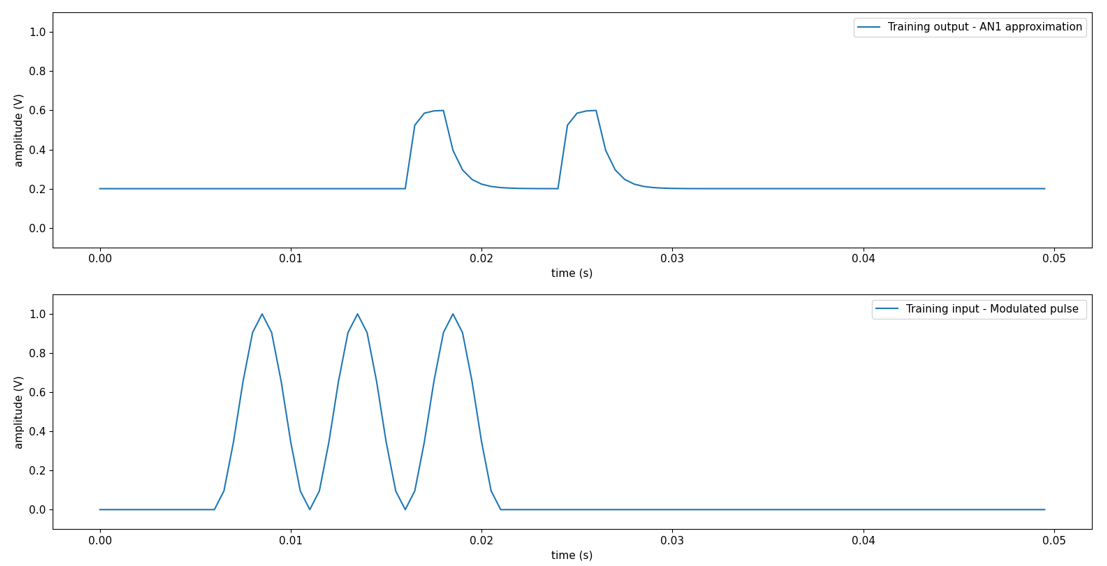 Training output - AN1 approximation
1.0
0.8
0.6
0.4
0.2
0.0
amplitude (V)
0.00 0.01 0.02 0.03 0.04 0.05
time (s)
Training input - Modulated pulse
1.0
0.8
0.6
0.4
0.2
0.0
amplitude (V)
0.00 0.01 0.02 0.03 0.04 0.05
time (s)